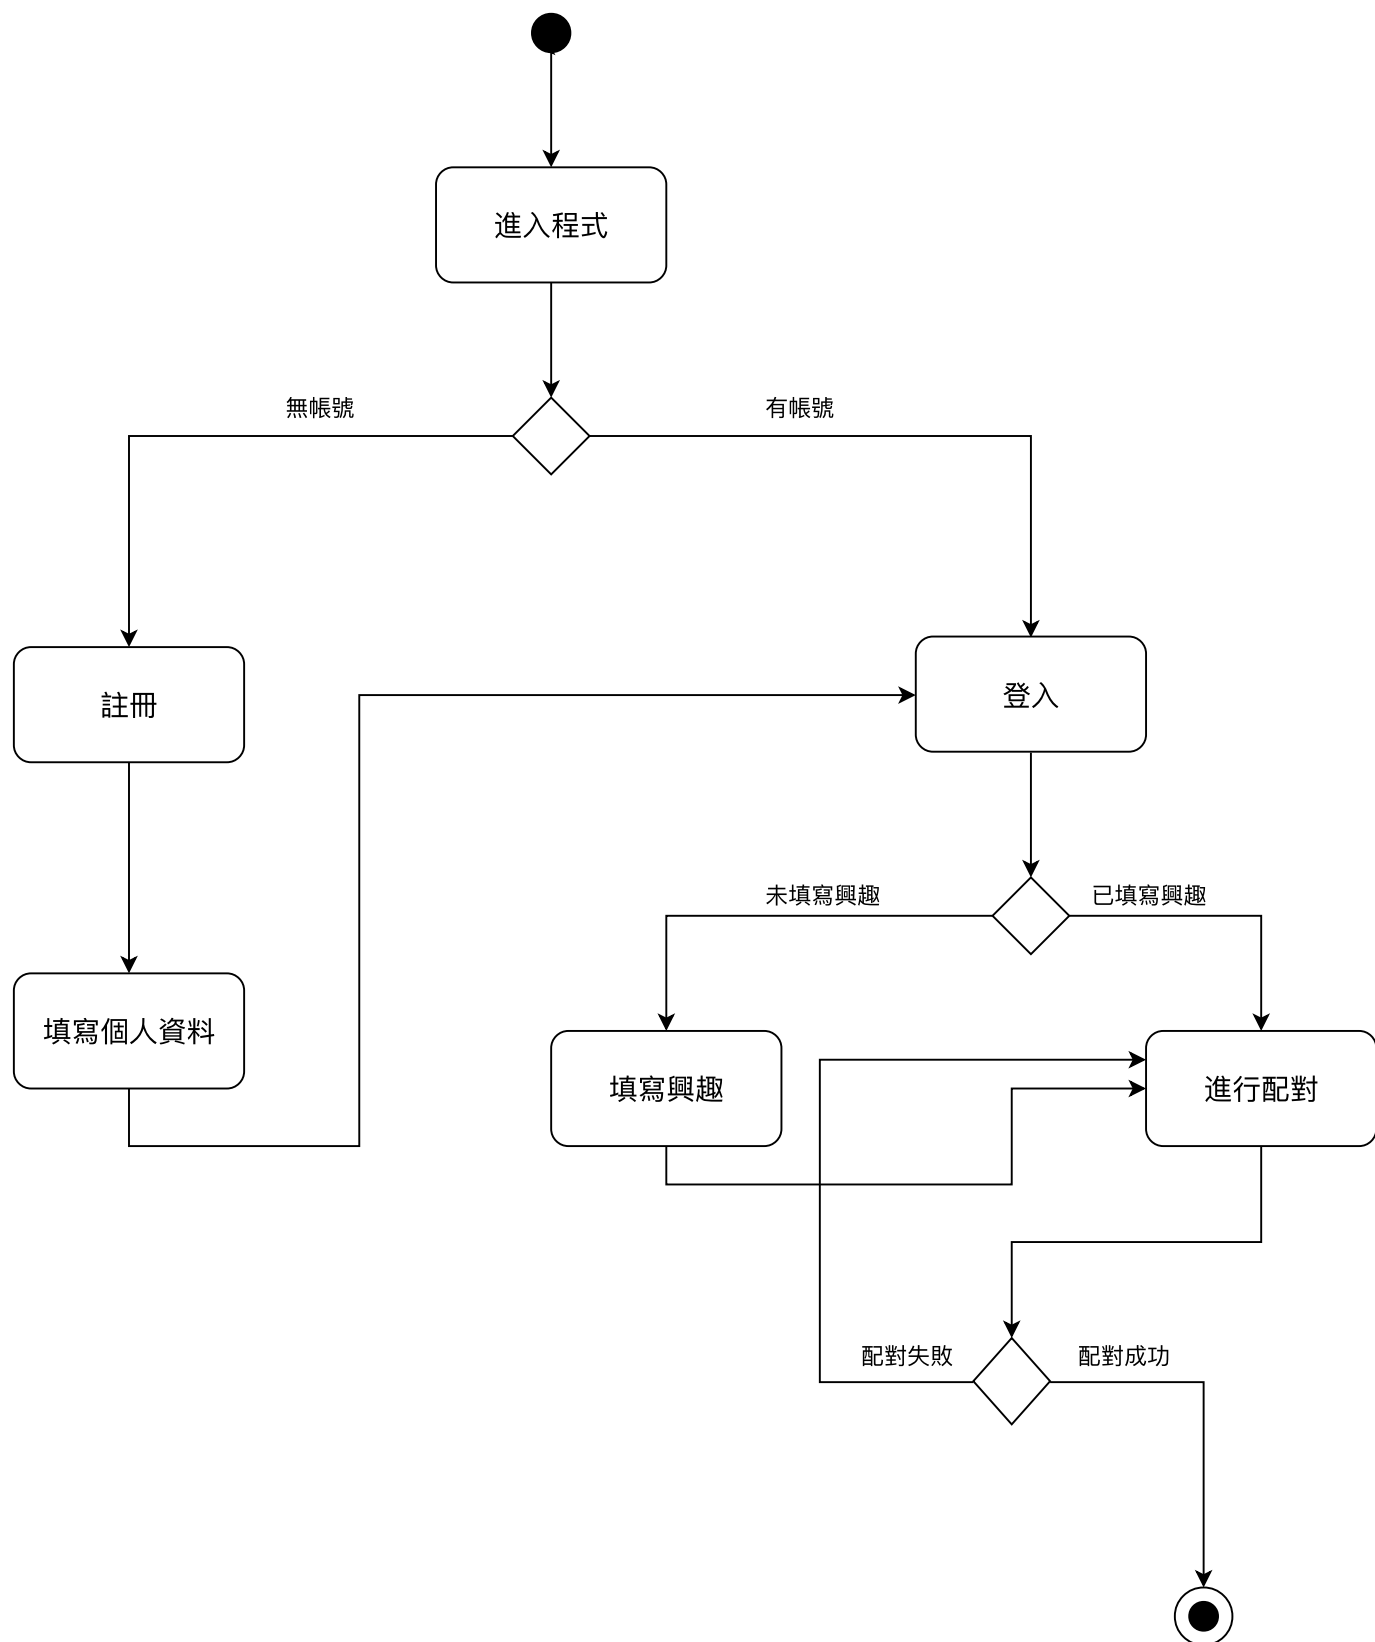 進入程式
無帳號
有帳號
註冊
登入
未填寫興趣
已填寫興趣
填寫個人資料
填寫興趣
進行配對
配對失敗
配對成功